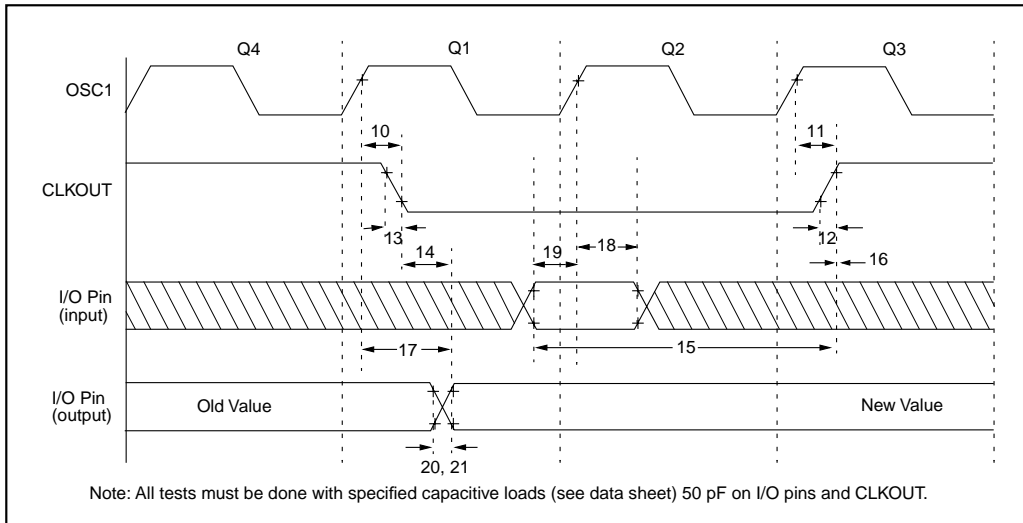 Q4 Q1 Q2 Q3
OSC1
10 11
CLKOUT
13 14 19 18 12 16
I/O Pin
(input)
17 15
I/O Pin
(output)
Old Value New Value
20, 21
Note: All tests must be done with specified capacitive loads (see data sheet) 50 pF on I/O pins and CLKOUT.